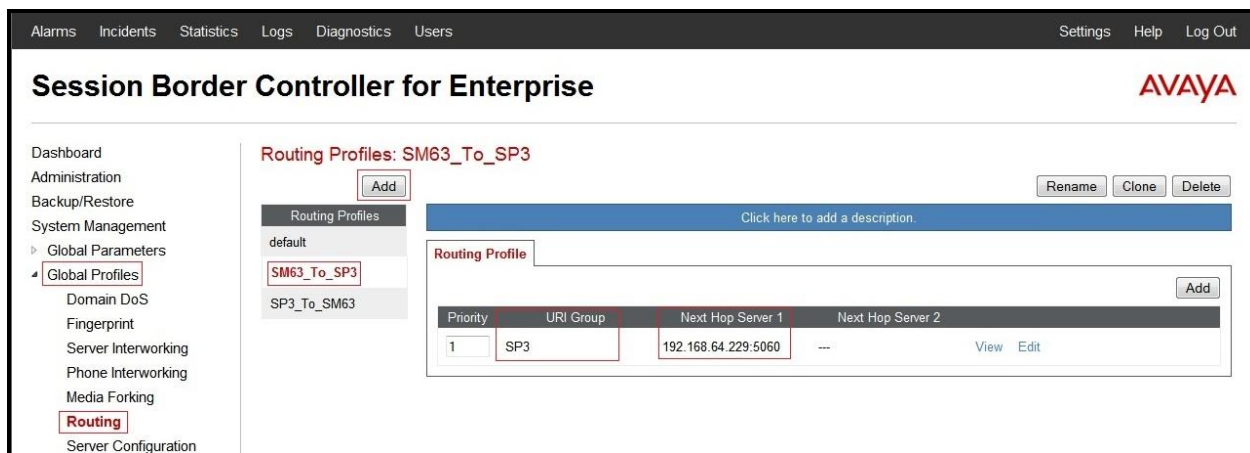 Alarms Incidents Statistics Logs Diagnostics Users Settings Help Log Out
Session Border Controller for Enterprise
AVAYA
Dashboard
Administration
Backup/Restore
System Management
Global Parameters
Global Profiles
Domain DoS
Fingerprint
Server Interworking
Phone Interworking
Media Forking
Routing
Server Configuration
Routing Profiles: SM63_To_SP3
Add
Rename Clone Delete
Routing Profiles
default
SM63_To_SP3
SP3_To_SM63
Click here to add a description.
Routing Profile
Add
Priority URI Group Next Hop Server 1 Next Hop Server 2
1 SP3 192.168.64.229:5060 --- View Edit